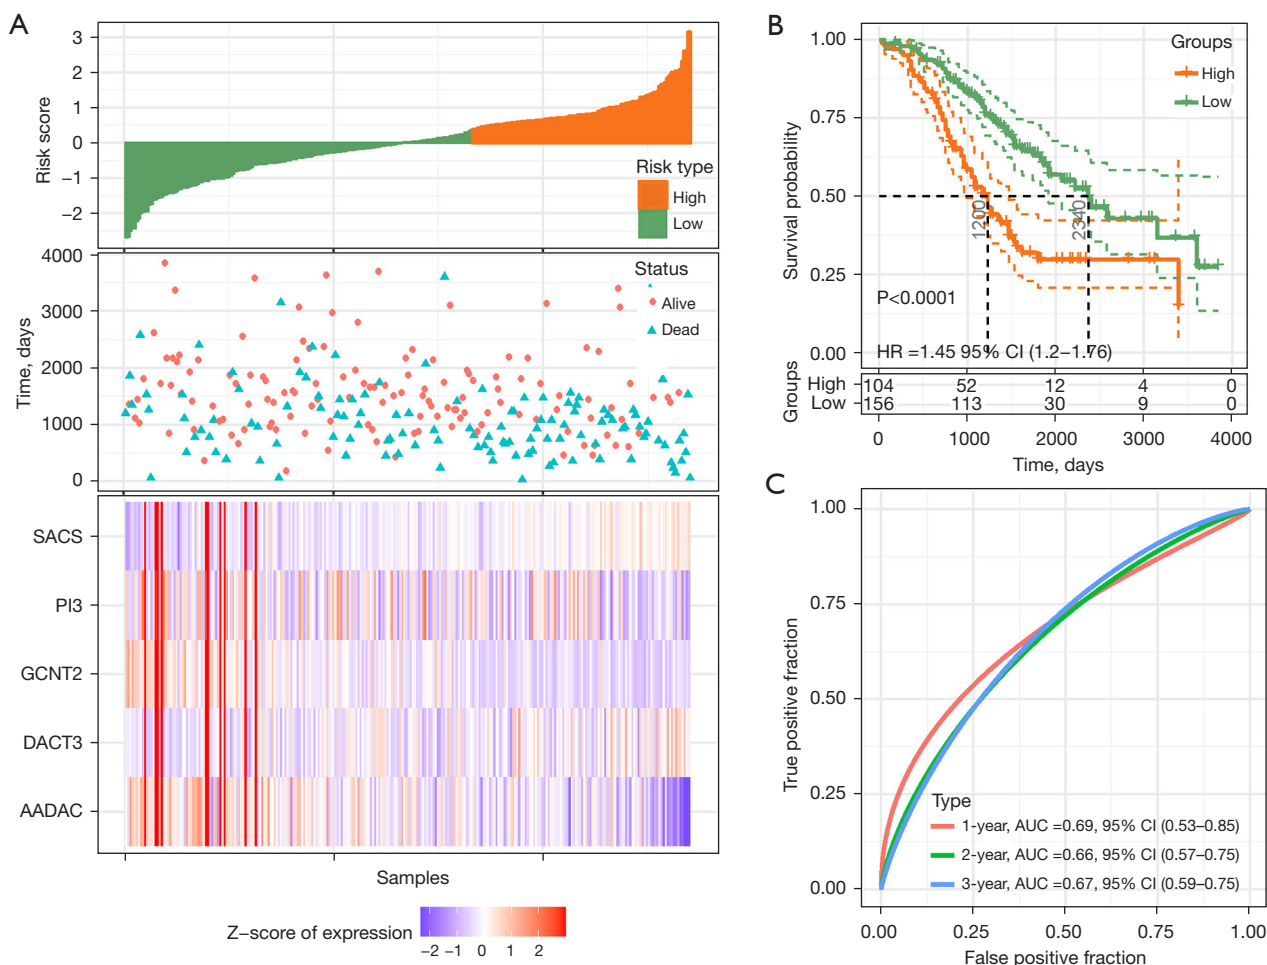 A
3
2
1
0
−1
−2
Risk score
Risk type
High
Low
4000
3000
2000
1000
0
Time, days
Status
Alive
Dead
SACS
PI3
GCNT2
DACT3
AADAC
Samples
Z−score of expression
−2 −1 0 1 2
B
1.00
0.75
0.50
0.25
0.00
Survival probability
Groups
High
Low
1200
2340
P<0.0001
HR =1.45 95% CI (1.2−1.76)
Groups
High 104 52 12 4 0
Low 156 113 30 9 0
0 1000 2000 3000 4000
Time, days
C
1.00
0.75
0.50
0.25
0.00
True positive fraction
Type
1-year, AUC =0.69, 95% CI (0.53–0.85)
2-year, AUC =0.66, 95% CI (0.57–0.75)
3-year, AUC =0.67, 95% CI (0.59–0.75)
0.00 0.25 0.50 0.75 1.00
False positive fraction